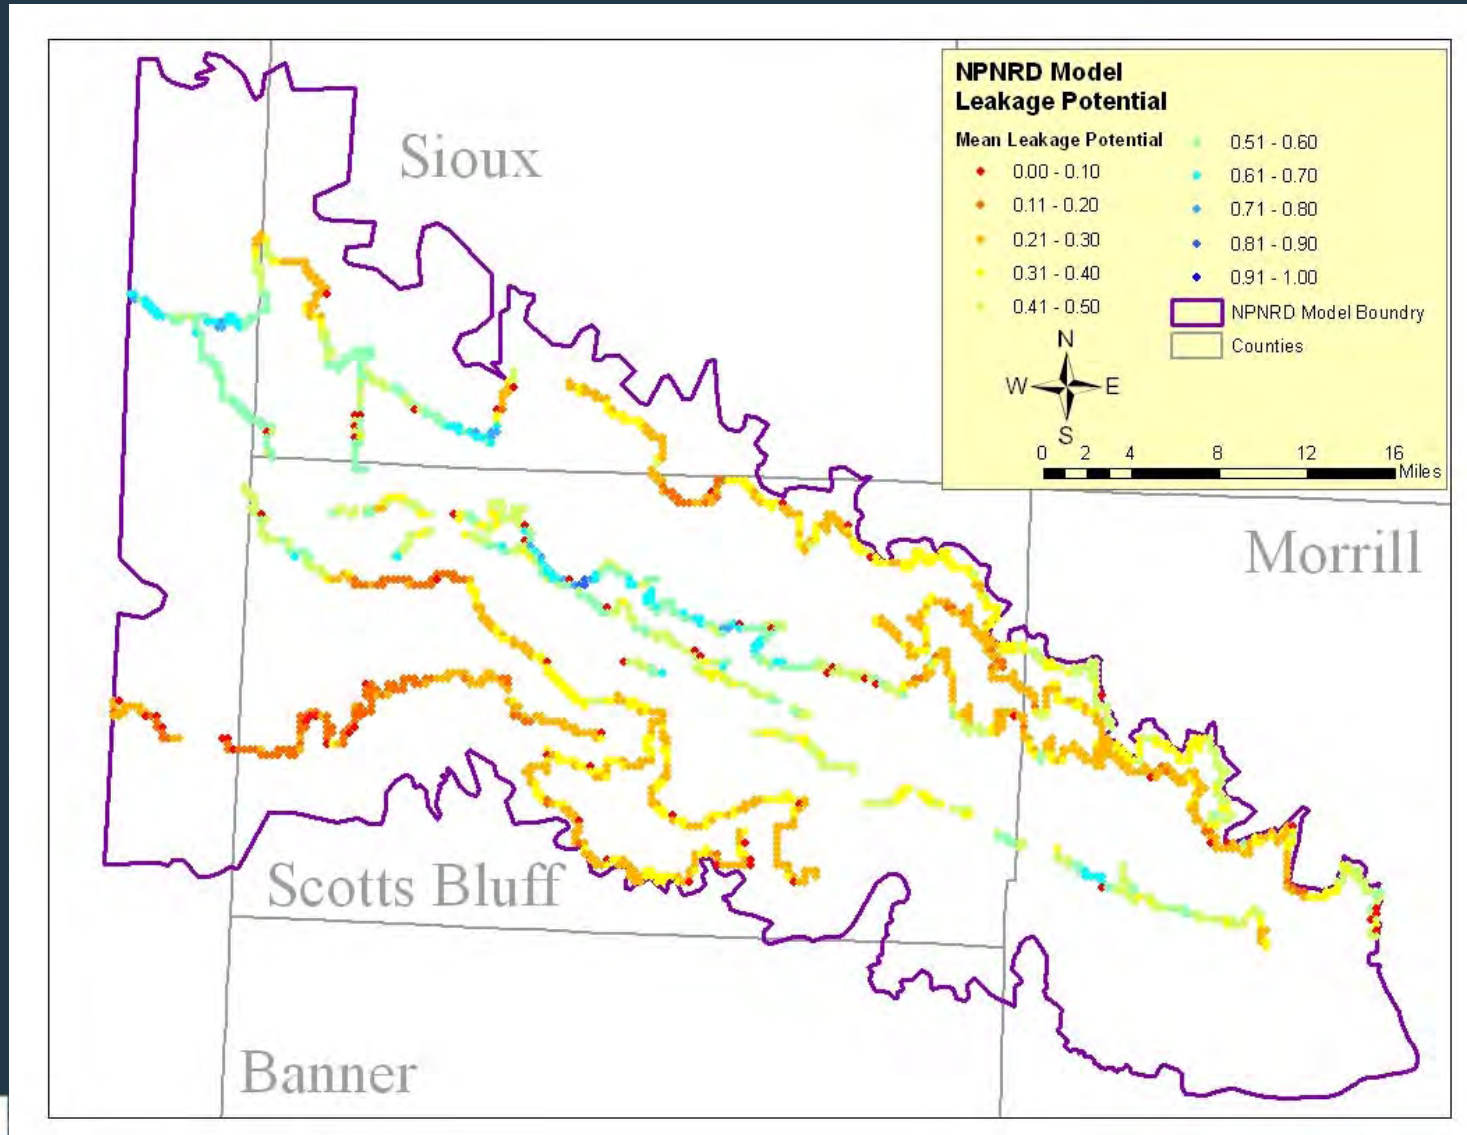 NPNRD Model
Leakage Potential
Mean Leakage Potential
0.00 - 0.10
0.11 - 0.20
0.21 - 0.30
0.31 - 0.40
0.41 - 0.50
0.51 - 0.60
0.61 - 0.70
0.71 - 0.80
0.81 - 0.90
0.91 - 1.00
NPNRD Model Boundry
Counties
N
W E
S
0 2 4 8 12 16
Miles
Sioux
Morrill
Scotts Bluff
Banner